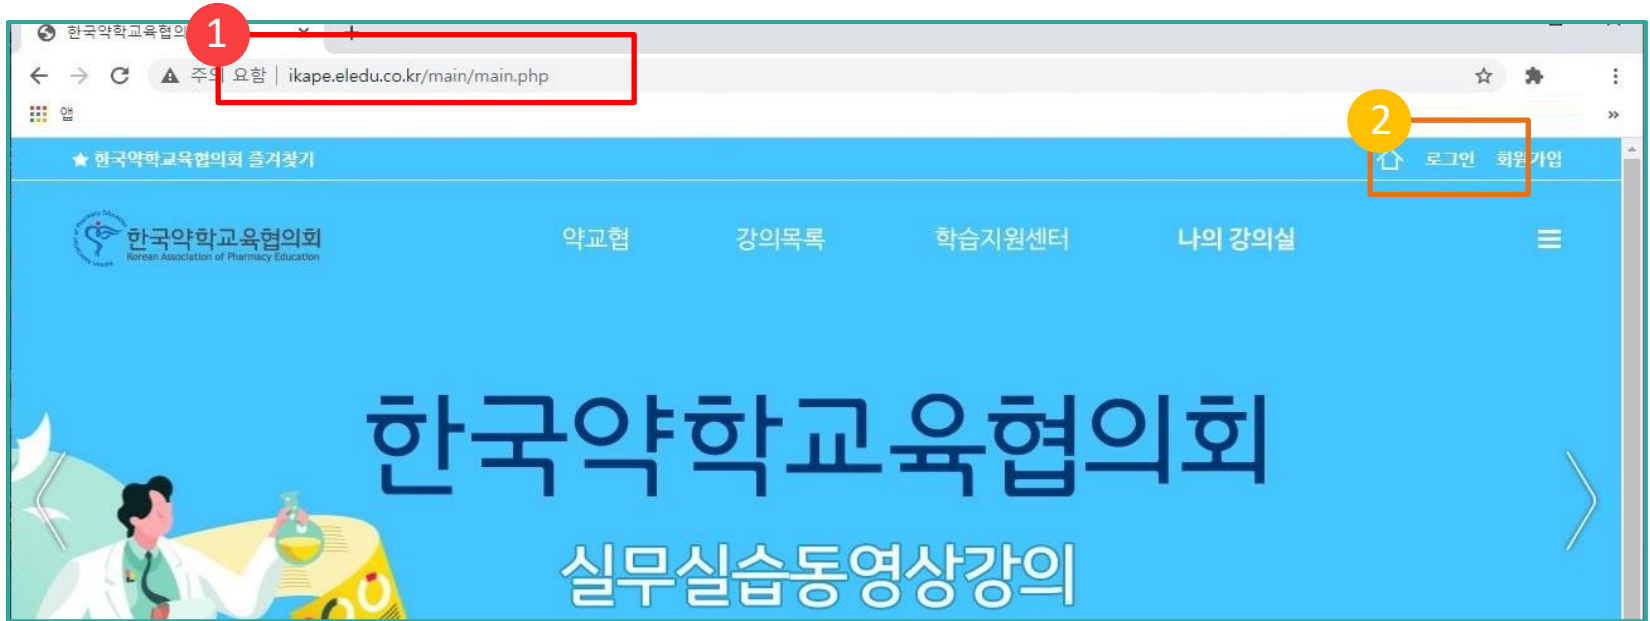 한국약학교육협의
1
주의 요함 | ikape.eledu.co.kr/main/main.php
앱
2
★ 한국약학교육협의회 즐겨찾기
로그인 회원가입
한국약학교육협의회
Korean Association of Pharmacy Education
약교협 강의목록 학습지원센터 나의 강의실
한국약학교육협의회
실무실습동영상강의